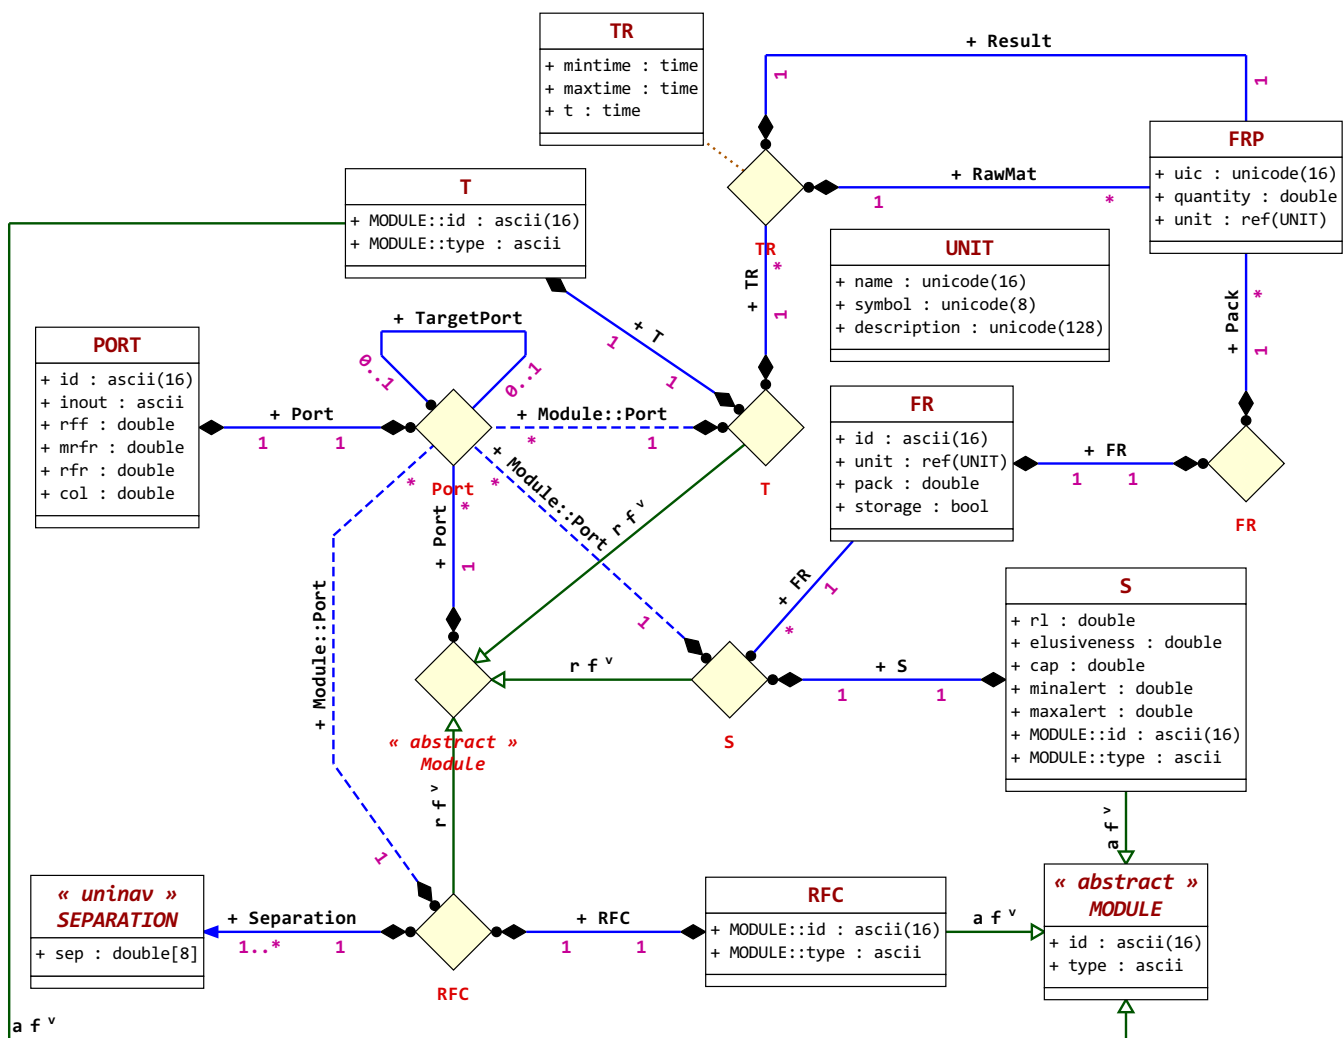 TR
+ mintime : time
+ maxtime : time
+ t : time
+ Result
1
1
FRP
+ uic : unicode(16)
+ quantity : double
+ unit : ref(UNIT)
+ RawMat
1
*
TR
T
+ MODULE::id : ascii(16)
+ MODULE::type : ascii
UNIT
+ name : unicode(16)
+ symbol : unicode(8)
+ description : unicode(128)
+ TR
*
1
+ Pack
*
1
+ T
1
1
+ TargetPort
0..1
0..1
PORT
+ id : ascii(16)
+ inout : ascii
+ rff : double
+ mrfr : double
+ rfr : double
+ col : double
+ Port
1
1
+ Module::Port
*
1
FR
+ id : ascii(16)
+ unit : ref(UNIT)
+ pack : double
+ storage : bool
+ FR
1
1
FR
Port
T
+ Port
*
1
+ Module::Port
*
1
+ Module::Port
*
1
r f v
+ FR
1
*
S
+ rl : double
+ elusiveness : double
+ cap : double
+ minalert : double
+ maxalert : double
+ MODULE::id : ascii(16)
+ MODULE::type : ascii
r f v
+ S
1
1
S
« abstract »
Module
r f v
a f v
« uninav »
SEPARATION
+ sep : double[8]
+ Separation
1..*
1
RFC
+ RFC
1
1
RFC
+ MODULE::id : ascii(16)
+ MODULE::type : ascii
a f v
« abstract »
MODULE
+ id : ascii(16)
+ type : ascii
a f v